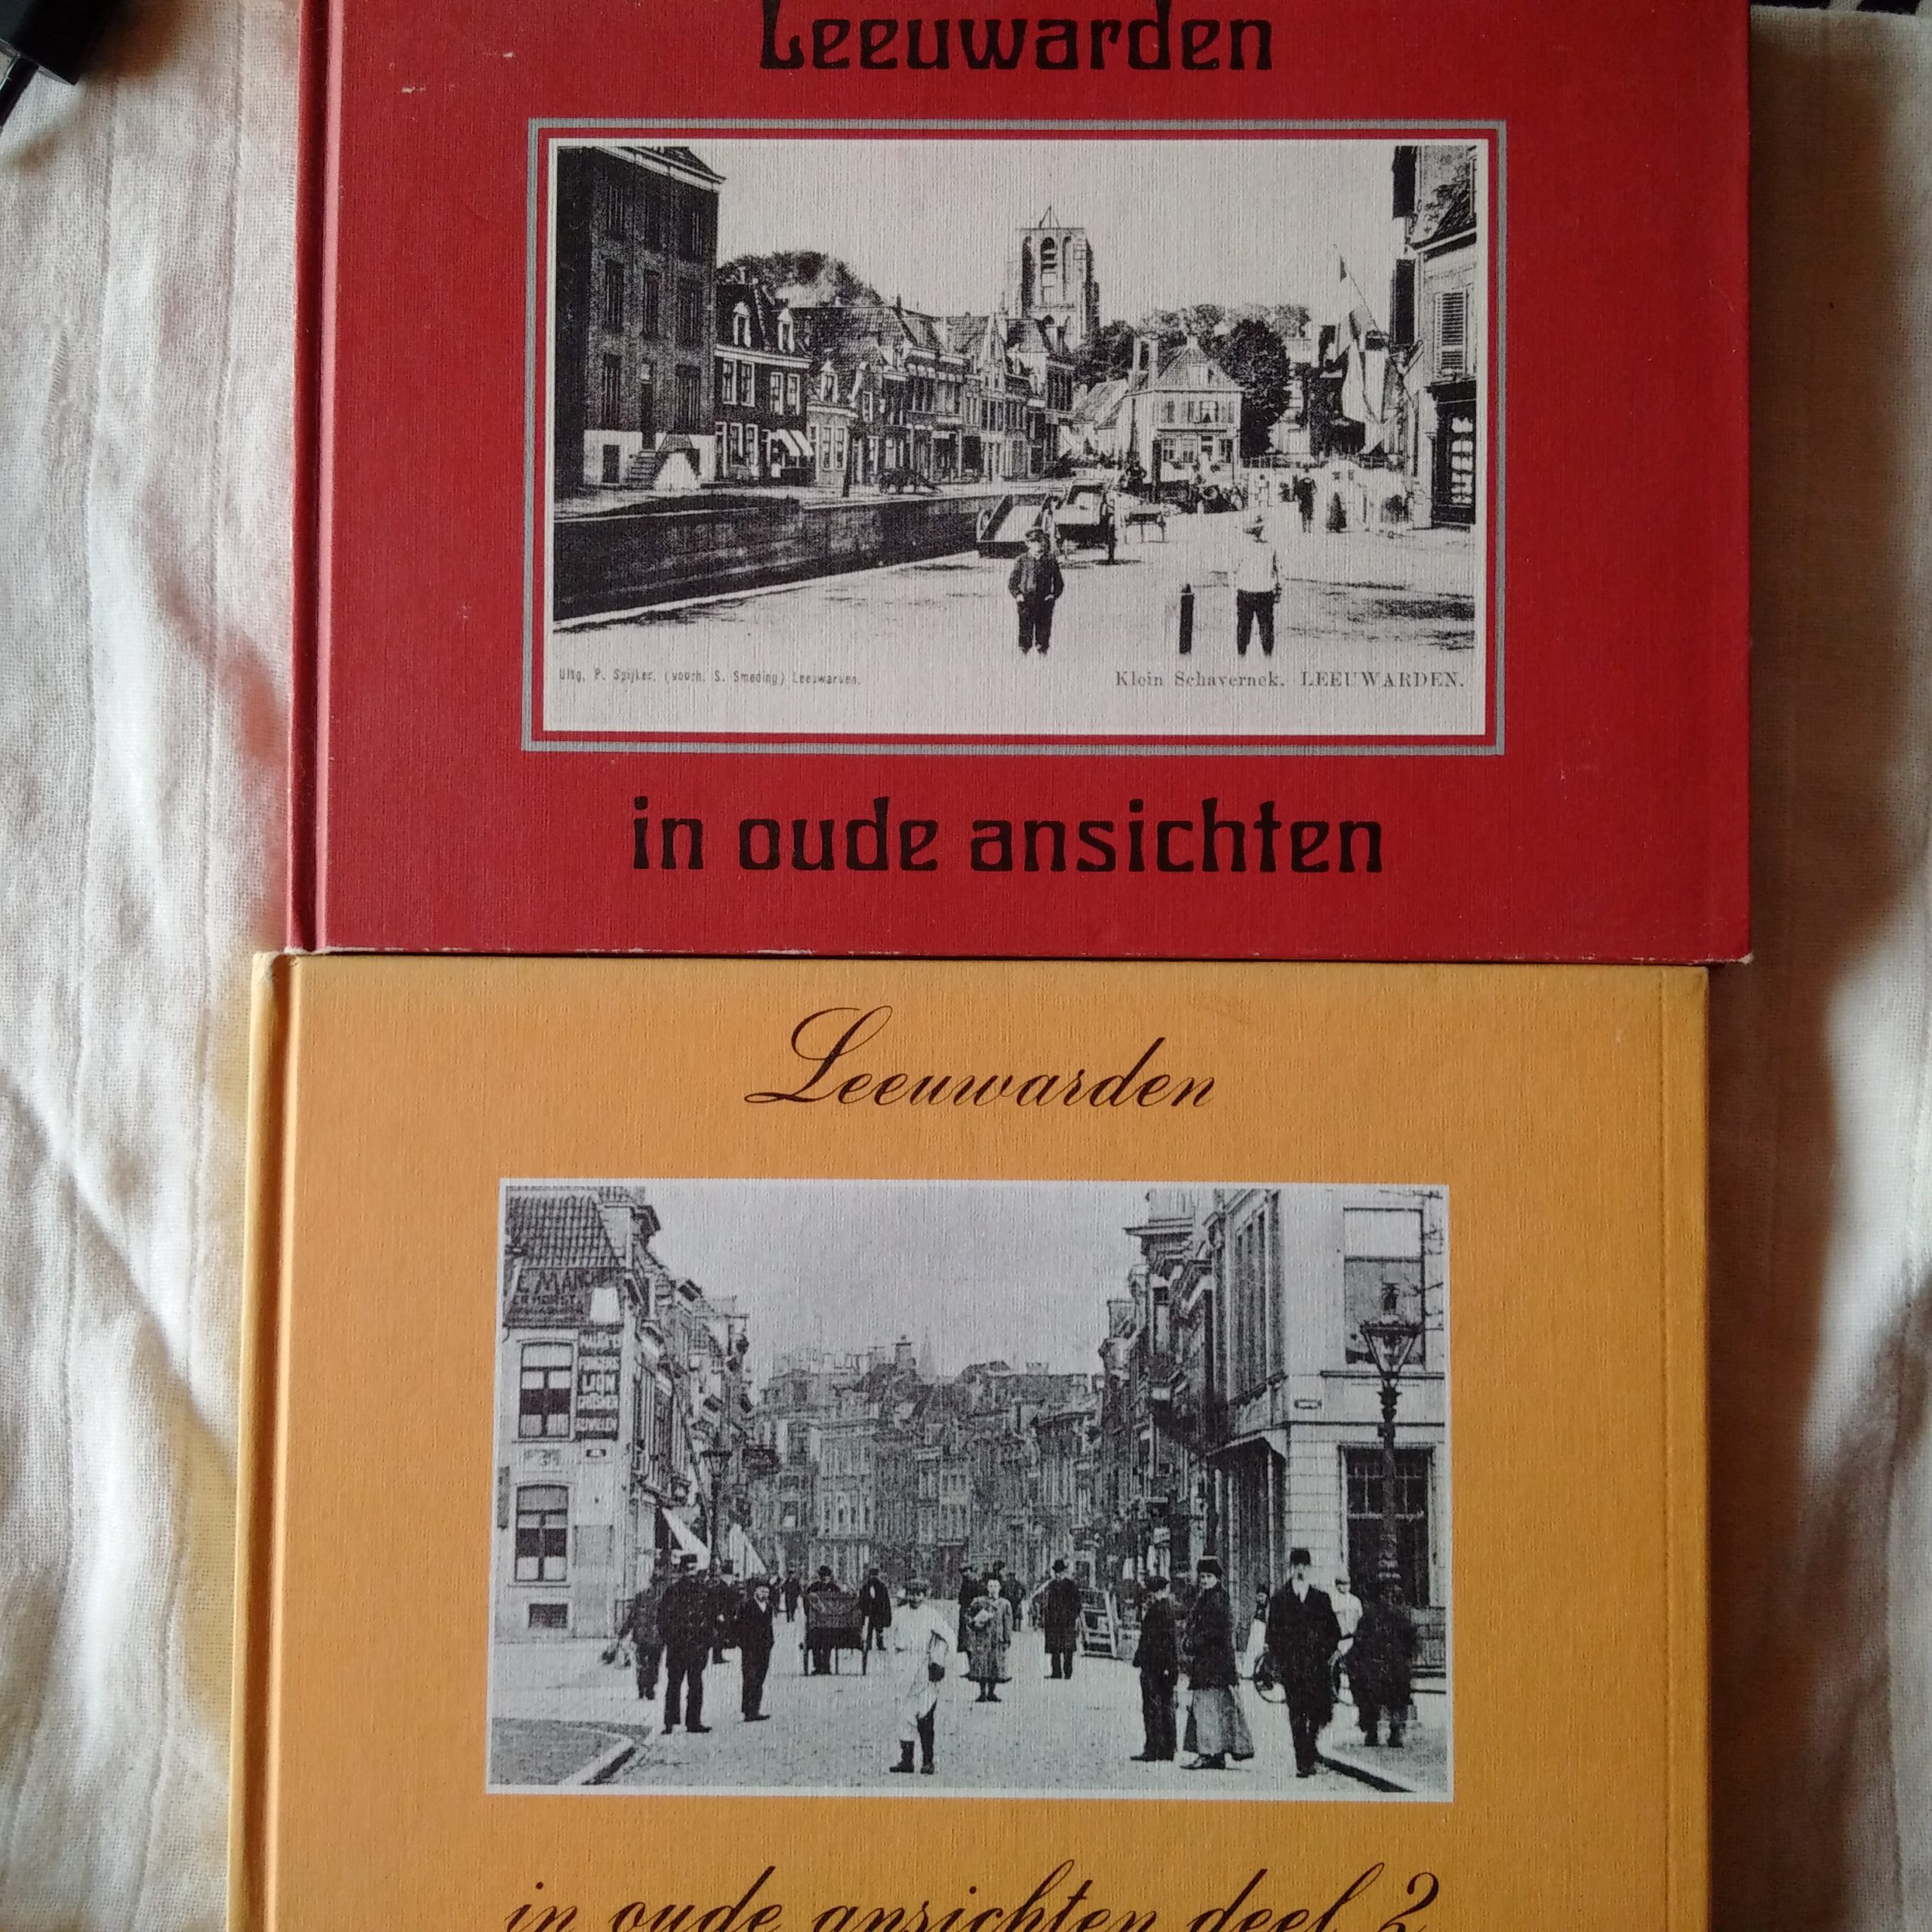 Leeuwarden
Uitg. P. Spijker, (voorh. S. Smeding) Leeuwarden.
Klein Schavernek. LEEUWARDEN.
in oude ansichten
Leeuwarden
in oude ansichten deel 2